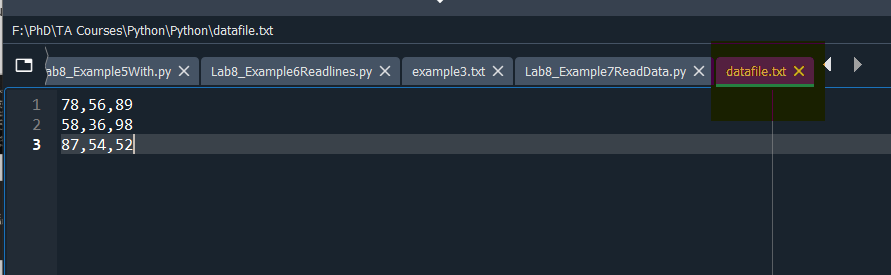 F:\PhD\TA Courses\Python\Python\datafile.txt
ab8_Example5With.py Lab8_Example6Readlines.py example3.txt Lab8_Example7ReadData.py datafile.txt
1 78,56,89
2 58,36,98
3 87,54,52